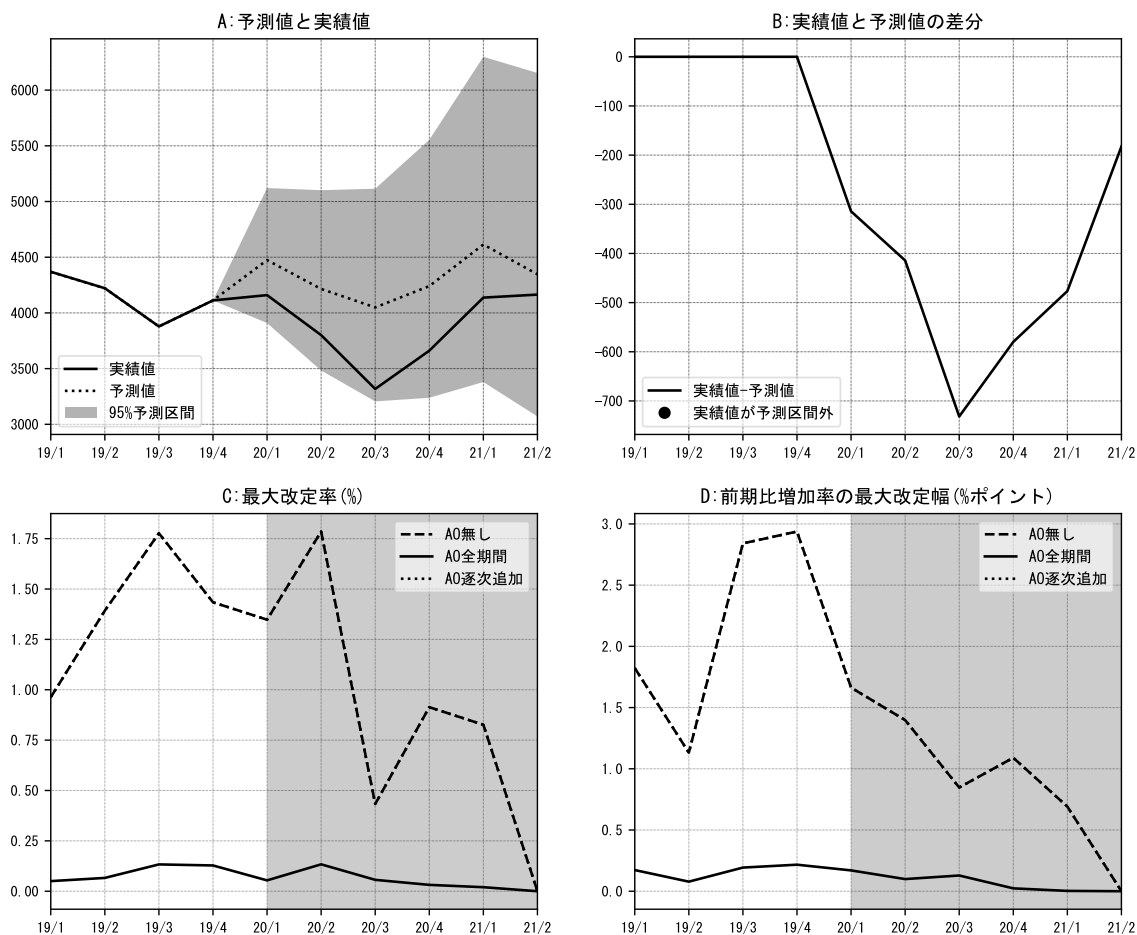 A:予測値と実績値
6000
5500
5000
4500
4000
3500
3000
実績値
予測値
95%予測区間
19/1 19/2 19/3 19/4 20/1 20/2 20/3 20/4 21/1 21/2
B:実績値と予測値の差分
0
-100
-200
-300
-400
-500
-600
-700
実績値-予測値
実績値が予測区間外
19/1 19/2 19/3 19/4 20/1 20/2 20/3 20/4 21/1 21/2
C:最大改定率(%)
1.75
1.50
1.25
1.00
0.75
0.50
0.25
0.00
AO無し
AO全期間
AO逐次追加
19/1 19/2 19/3 19/4 20/1 20/2 20/3 20/4 21/1 21/2
D:前期比増加率の最大改定幅(%ポイント)
3.0
2.5
2.0
1.5
1.0
0.5
0.0
AO無し
AO全期間
AO逐次追加
19/1 19/2 19/3 19/4 20/1 20/2 20/3 20/4 21/1 21/2